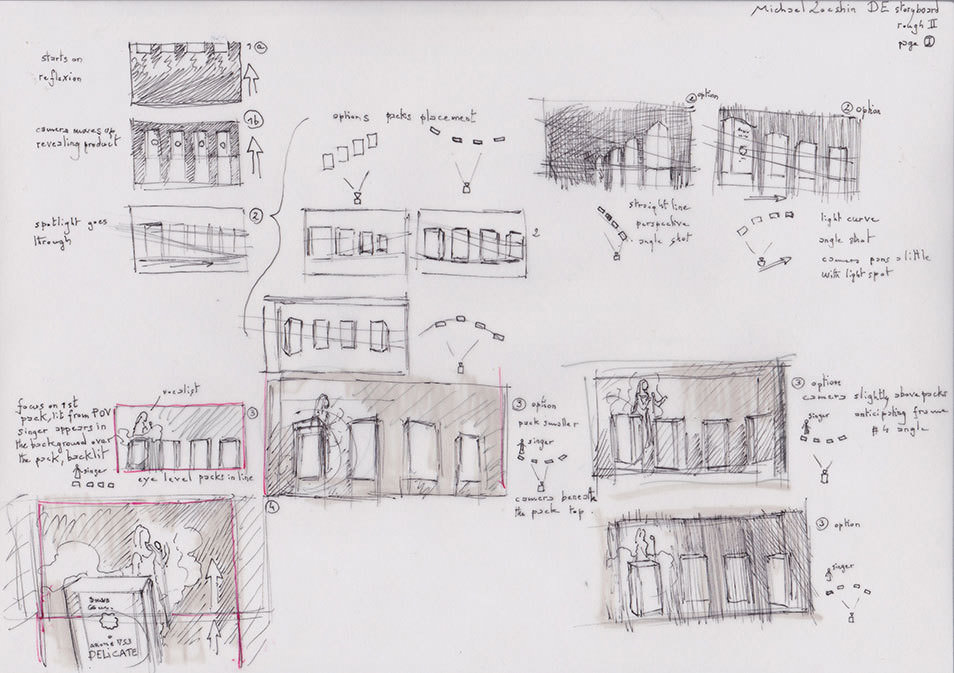 Michael Loeshin DE storyboard
rough II
page 1
starts on
reflexion
1a
camera moves up
revealing product
1b
spotlight goes
through
2
options packs placement
2
2 option
2 option
straight line
perspective
angle shot
light curve
angle shot
camera pans a little
with light spot
vocalist
focus on 1st
pack, lit from POV
singer appears in
the background over
the pack, backlit
singer
3
eye level packs in line
3 option
pack smaller
singer
camera beneath
the pack top.
3 option
camera slightly above packs
anticipating frame
#4 angle
singer
3 option
singer
4
DELiCATE